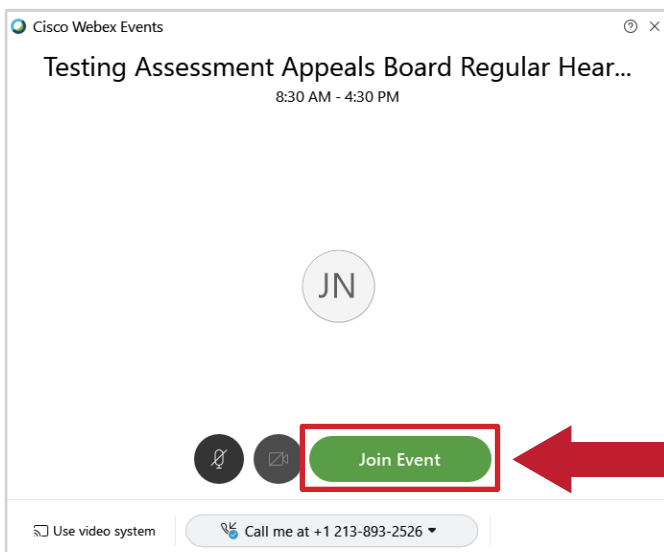 Cisco Webex Events
Testing Assessment Appeals Board Regular Hear...
8:30 AM - 4:30 PM
JN
Join Event
Use video system
Call me at +1 213-893-2526